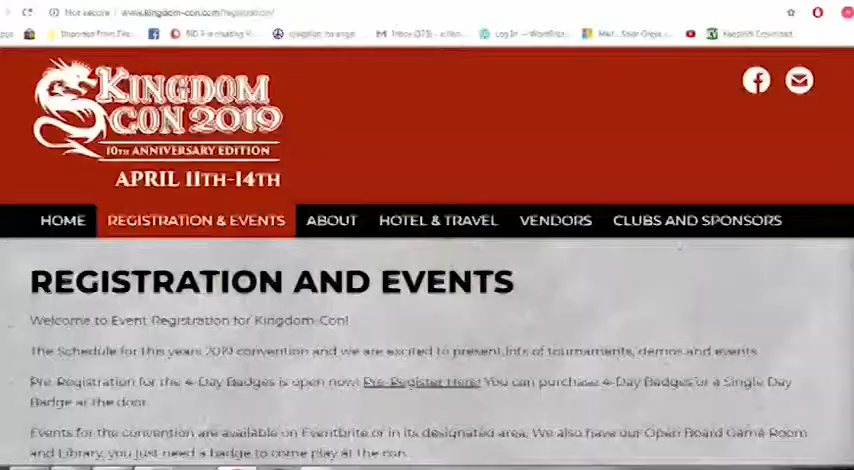 Not secure | www.kingdom-con.com/registration/
KINGDOM
CON 2019
10TH ANNIVERSARY EDITION
APRIL 11TH-14TH
HOME REGISTRATION & EVENTS ABOUT HOTEL & TRAVEL VENDORS CLUBS AND SPONSORS
REGISTRATION AND EVENTS
Welcome to Event Registration for Kingdom-Con!
The Schedule for this years 2019 convention and we are excited to present lots of tournaments, demos and events
Pre-Registration for the 4-Day Badges is open now! Pre-Register Here! You can purchase 4-Day Badges or a Single Day
Badge at the door.
Events for the convention are available on Eventbrite or in its designated area. We also have our Open Board Game Room
and Library, you just need a badge to come play at the con.